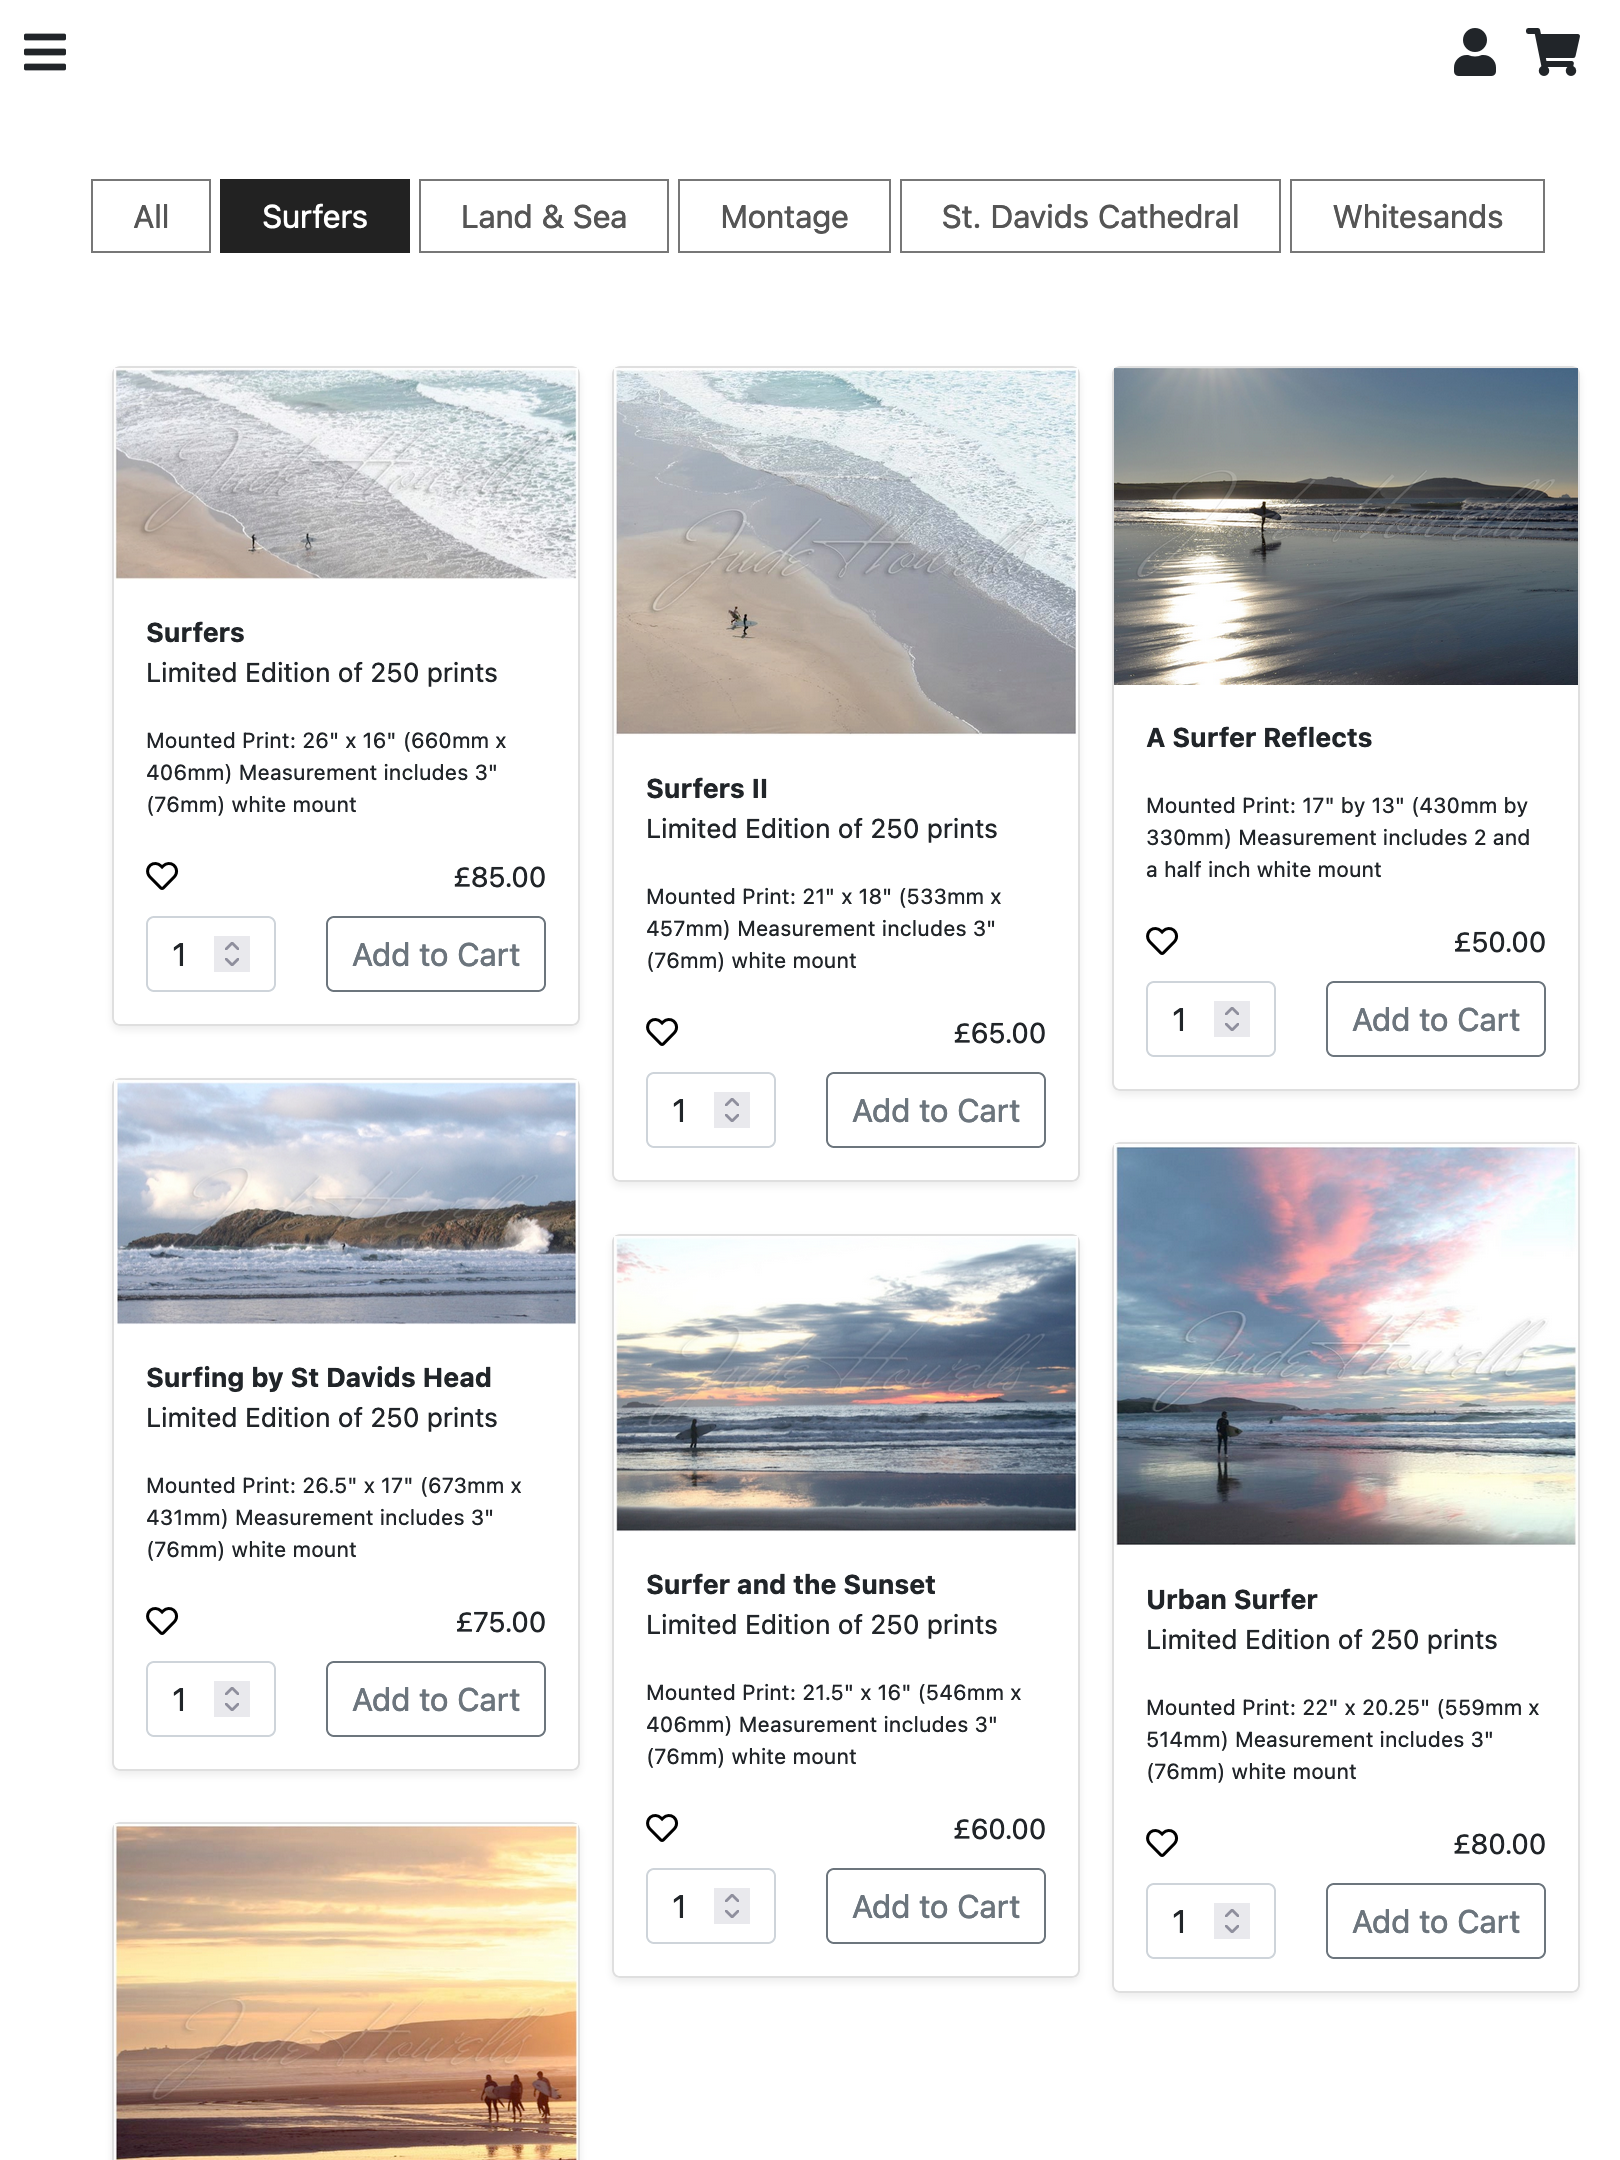 All
Surfers
Land & Sea
Montage
St. Davids Cathedral
Whitesands
Jude Howells
Surfers
Limited Edition of 250 prints
Mounted Print: 26" x 16" (660mm x
406mm) Measurement includes 3"
(76mm) white mount
£85.00
1
Add to Cart
Jude Howells
Surfers II
Limited Edition of 250 prints
Mounted Print: 21" x 18" (533mm x
457mm) Measurement includes 3"
(76mm) white mount
£65.00
1
Add to Cart
Jude Howells
A Surfer Reflects
Mounted Print: 17" by 13" (430mm by
330mm) Measurement includes 2 and
a half inch white mount
£50.00
1
Add to Cart
Jude Howells
Surfing by St Davids Head
Limited Edition of 250 prints
Mounted Print: 26.5" x 17" (673mm x
431mm) Measurement includes 3"
(76mm) white mount
£75.00
1
Add to Cart
Jude Howells
Surfer and the Sunset
Limited Edition of 250 prints
Mounted Print: 21.5" x 16" (546mm x
406mm) Measurement includes 3"
(76mm) white mount
£60.00
1
Add to Cart
Jude Howells
Urban Surfer
Limited Edition of 250 prints
Mounted Print: 22" x 20.25" (559mm x
514mm) Measurement includes 3"
(76mm) white mount
£80.00
1
Add to Cart
Jude Howells